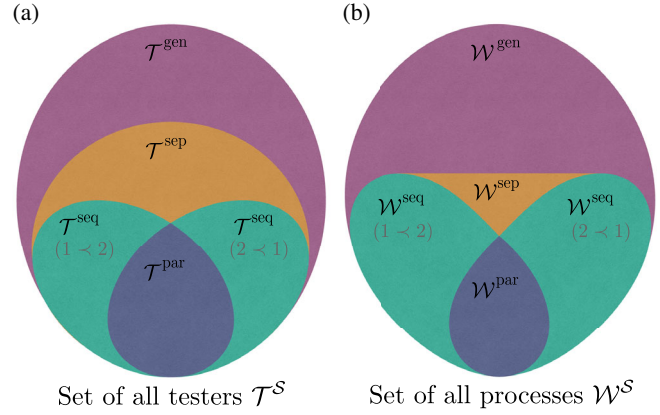 (a)
𝒯^gen
𝒯^sep
𝒯^seq
(1 ≺ 2)
𝒯^seq
(2 ≺ 1)
𝒯^par
Set of all testers 𝒯^𝒮
(b)
𝒲^gen
𝒲^sep
𝒲^seq
(1 ≺ 2)
𝒲^seq
(2 ≺ 1)
𝒲^par
Set of all processes 𝒲^𝒮